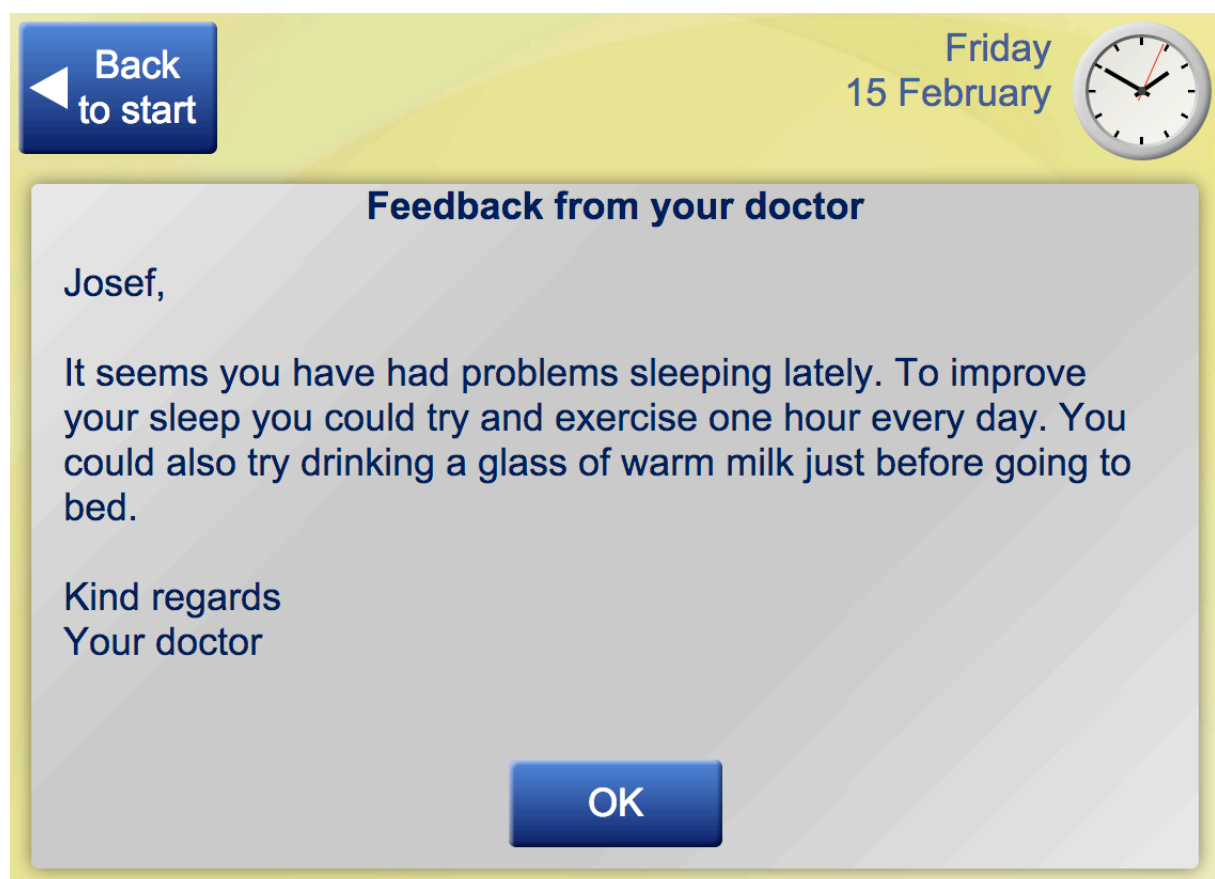 Back
to start
Friday
15 February
Feedback from your doctor
Josef,
It seems you have had problems sleeping lately. To improve
your sleep you could try and exercise one hour every day. You
could also try drinking a glass of warm milk just before going to
bed.
Kind regards
Your doctor
OK